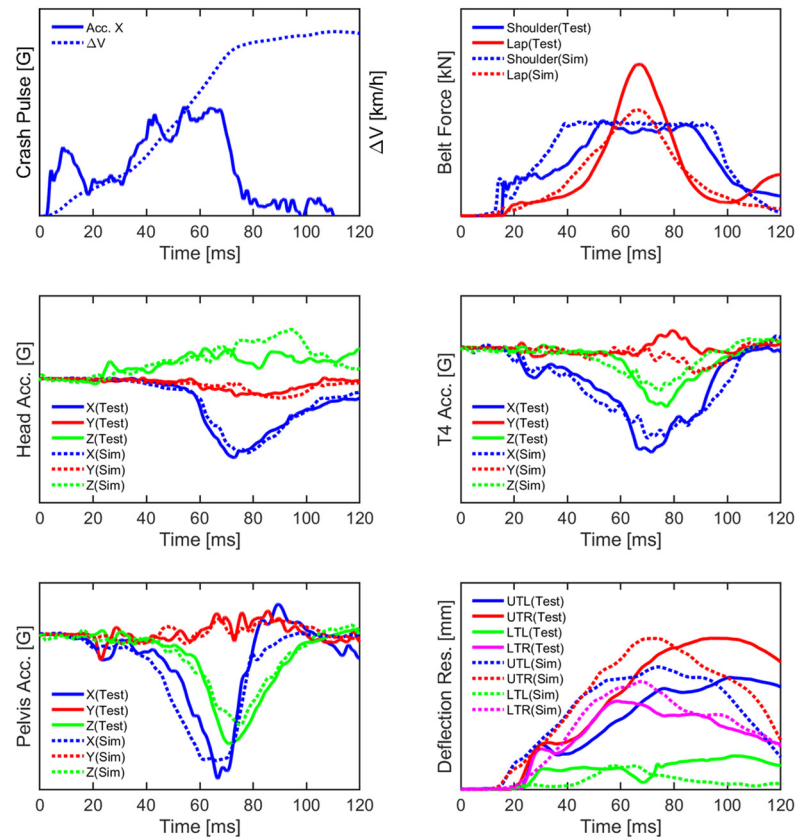 Crash Pulse [G]
Acc. X
ΔV
ΔV [km/h]
0 20 40 60 80 100 120
Time [ms]
Belt Force [kN]
Shoulder(Test)
Lap(Test)
Shoulder(Sim)
Lap(Sim)
0 20 40 60 80 100 120
Time [ms]
Head Acc. [G]
X(Test)
Y(Test)
Z(Test)
X(Sim)
Y(Sim)
Z(Sim)
0 20 40 60 80 100 120
Time [ms]
T4 Acc. [G]
X(Test)
Y(Test)
Z(Test)
X(Sim)
Y(Sim)
Z(Sim)
0 20 40 60 80 100 120
Time [ms]
Pelvis Acc. [G]
X(Test)
Y(Test)
Z(Test)
X(Sim)
Y(Sim)
Z(Sim)
0 20 40 60 80 100 120
Time [ms]
Deflection Res. [mm]
UTL(Test)
UTR(Test)
LTL(Test)
LTR(Test)
UTL(Sim)
UTR(Sim)
LTL(Sim)
LTR(Sim)
0 20 40 60 80 100 120
Time [ms]